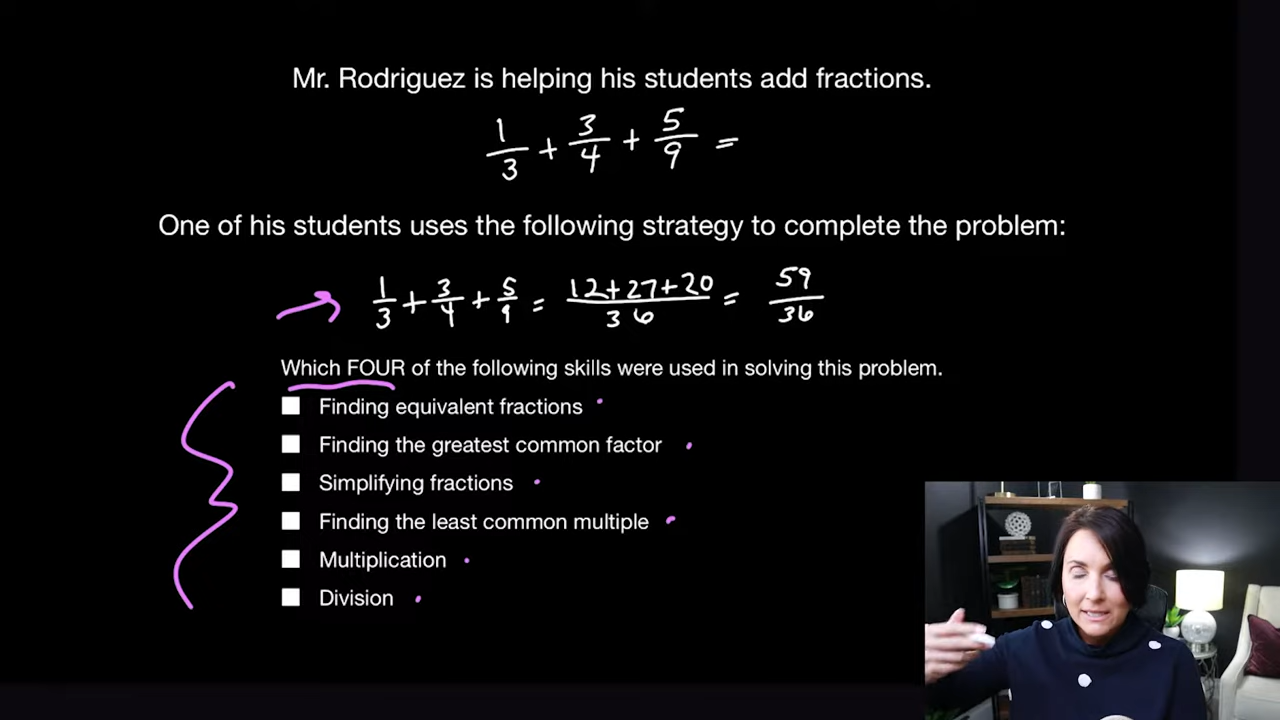 Mr. Rodriguez is helping his students add fractions.
1/3 + 3/4 + 5/9 =
One of his students uses the following strategy to complete the problem:
1/3 + 3/4 + 5/9 = (12+27+20)/36 = 59/36
Which FOUR of the following skills were used in solving this problem.
Finding equivalent fractions
Finding the greatest common factor
Simplifying fractions
Finding the least common multiple
Multiplication
Division